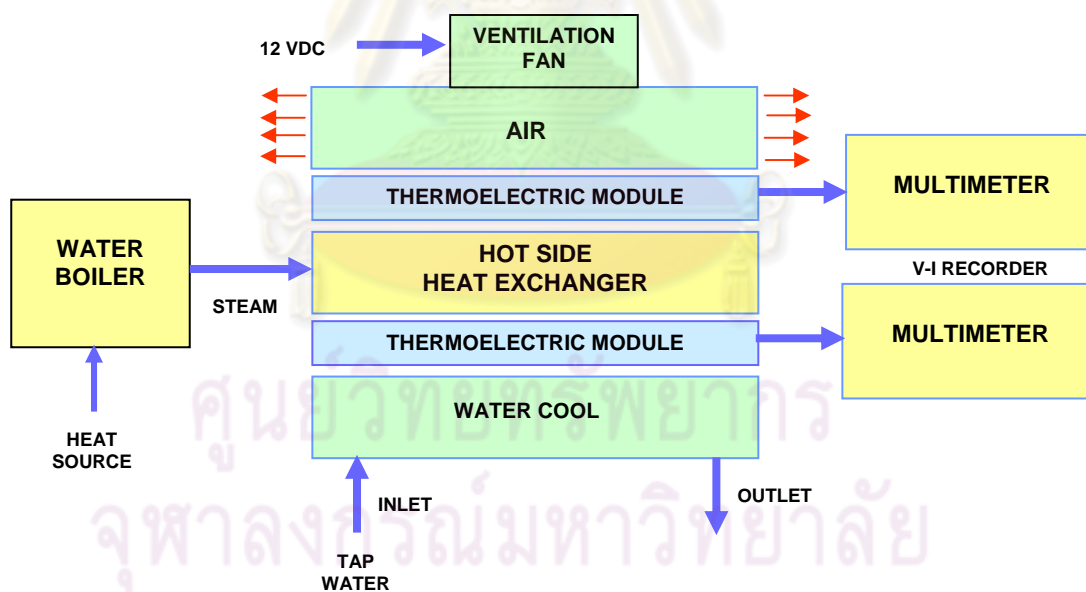 12 VDC
VENTILATION
FAN
AIR
THERMOELECTRIC MODULE
MULTIMETER
WATER
BOILER
HOT SIDE
HEAT EXCHANGER
STEAM
V-I RECORDER
THERMOELECTRIC MODULE
MULTIMETER
WATER COOL
HEAT
SOURCE
INLET
OUTLET
TAP
WATER
ศูนย์วิทยทรัพยากร
จุฬาลงกรณ์มหาวิทยาลัย